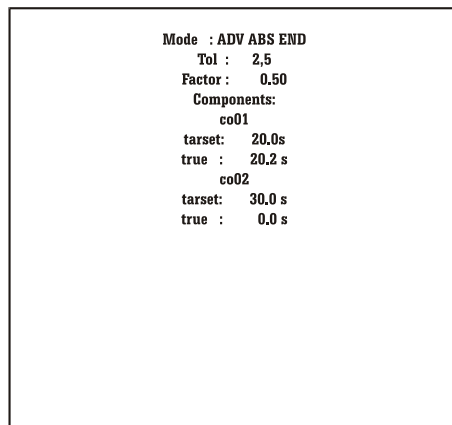 Mode : ADV ABS END
Tol : 2,5
Factor : 0.50
Components:
co01
tarset: 20.0s
true : 20.2 s
co02
tarset: 30.0 s
true : 0.0 s